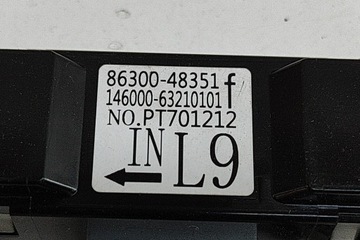 86300-48351 f
146000-63210101
NO.PT701212
IN L9